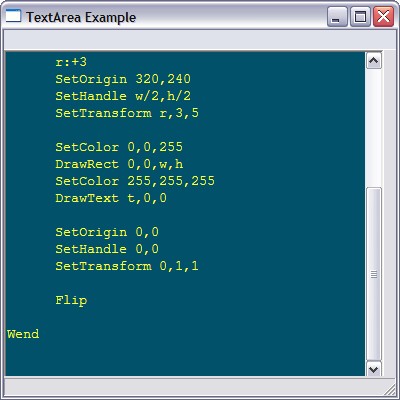 TextArea Example
r:+3
SetOrigin 320,240
SetHandle w/2,h/2
SetTransform r,3,5
SetColor 0,0,255
DrawRect 0,0,w,h
SetColor 255,255,255
DrawText t,0,0
SetOrigin 0,0
SetHandle 0,0
SetTransform 0,1,1
Flip
Wend